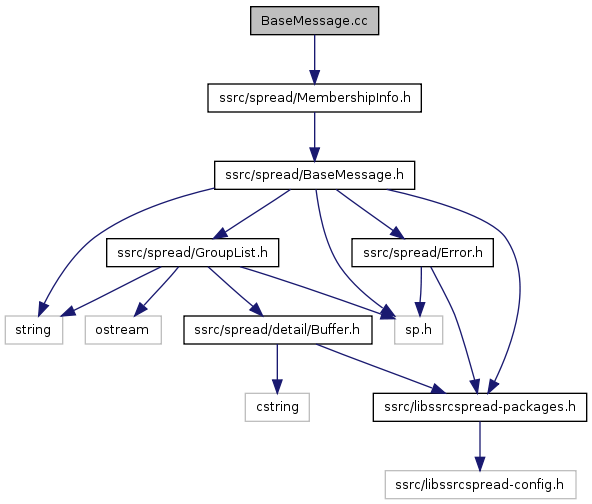 BaseMessage.cc
ssrc/spread/MembershipInfo.h
ssrc/spread/BaseMessage.h
ssrc/spread/GroupList.h
ssrc/spread/Error.h
string
ostream
ssrc/spread/detail/Buffer.h
sp.h
cstring
ssrc/libssrcspread-packages.h
ssrc/libssrcspread-config.h